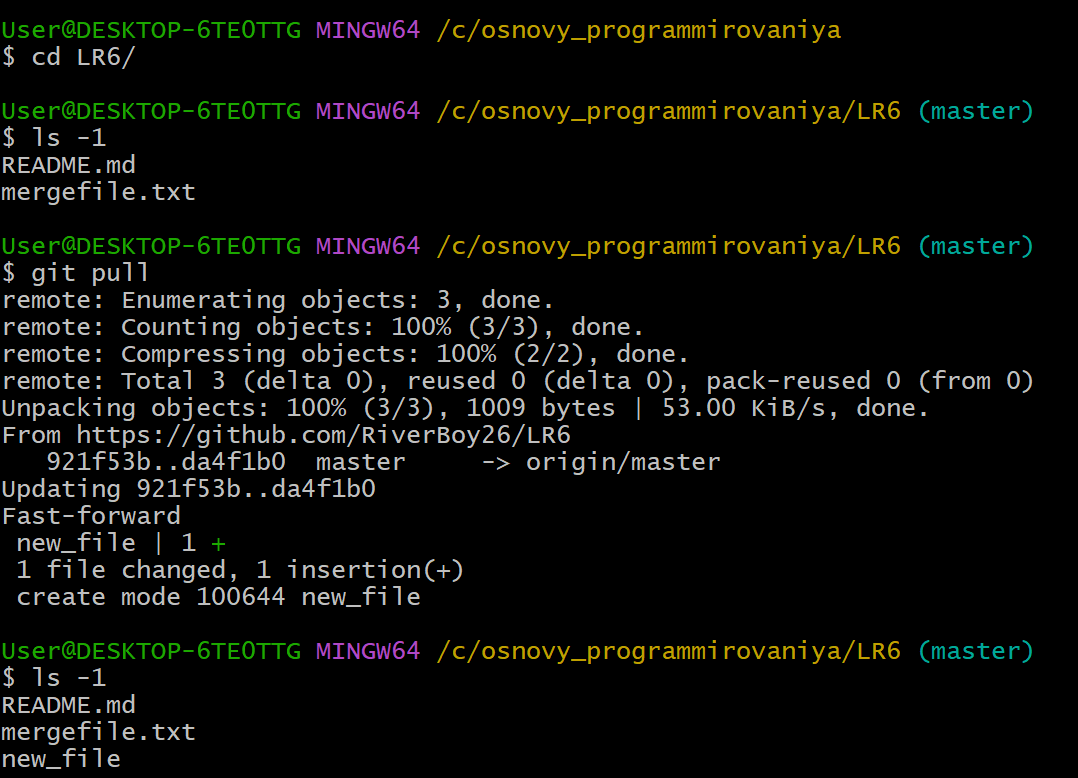 User@DESKTOP-6TE0TTG MINGW64 /c/osnovy_programmirovaniya
$ cd LR6/
User@DESKTOP-6TE0TTG MINGW64 /c/osnovy_programmirovaniya/LR6 (master)
$ ls -1
README.md
mergefile.txt
User@DESKTOP-6TE0TTG MINGW64 /c/osnovy_programmirovaniya/LR6 (master)
$ git pull
remote: Enumerating objects: 3, done.
remote: Counting objects: 100% (3/3), done.
remote: Compressing objects: 100% (2/2), done.
remote: Total 3 (delta 0), reused 0 (delta 0), pack-reused 0 (from 0)
Unpacking objects: 100% (3/3), 1009 bytes | 53.00 KiB/s, done.
From https://github.com/RiverBoy26/LR6
   921f53b..da4f1b0  master     -> origin/master
Updating 921f53b..da4f1b0
Fast-forward
 new_file | 1 +
 1 file changed, 1 insertion(+)
 create mode 100644 new_file
User@DESKTOP-6TE0TTG MINGW64 /c/osnovy_programmirovaniya/LR6 (master)
$ ls -1
README.md
mergefile.txt
new_file